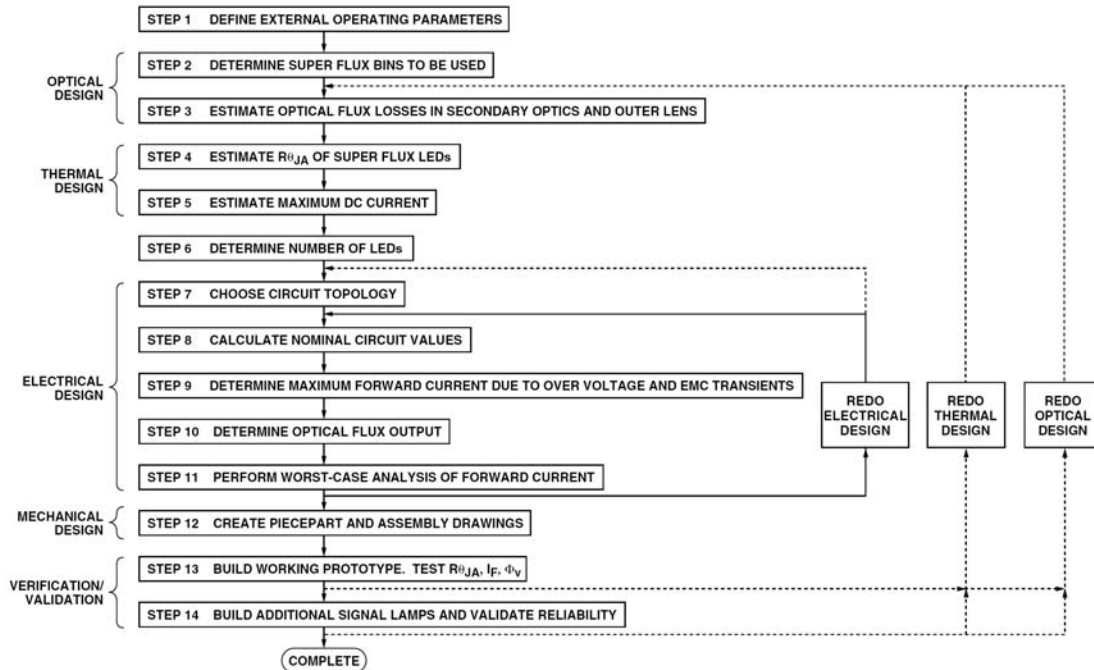 STEP 1 DEFINE EXTERNAL OPERATING PARAMETERS
OPTICAL
DESIGN
STEP 2 DETERMINE SUPER FLUX BINS TO BE USED
STEP 3 ESTIMATE OPTICAL FLUX LOSSES IN SECONDARY OPTICS AND OUTER LENS
THERMAL
DESIGN
STEP 4 ESTIMATE RθJA OF SUPER FLUX LEDs
STEP 5 ESTIMATE MAXIMUM DC CURRENT
STEP 6 DETERMINE NUMBER OF LEDs
ELECTRICAL
DESIGN
STEP 7 CHOOSE CIRCUIT TOPOLOGY
STEP 8 CALCULATE NOMINAL CIRCUIT VALUES
STEP 9 DETERMINE MAXIMUM FORWARD CURRENT DUE TO OVER VOLTAGE AND EMC TRANSIENTS
STEP 10 DETERMINE OPTICAL FLUX OUTPUT
STEP 11 PERFORM WORST-CASE ANALYSIS OF FORWARD CURRENT
REDO
ELECTRICAL
DESIGN
REDO
THERMAL
DESIGN
REDO
OPTICAL
DESIGN
MECHANICAL
DESIGN
STEP 12 CREATE PIECEPART AND ASSEMBLY DRAWINGS
VERIFICATION/
VALIDATION
STEP 13 BUILD WORKING PROTOTYPE. TEST RθJA, IF, ΦV
STEP 14 BUILD ADDITIONAL SIGNAL LAMPS AND VALIDATE RELIABILITY
COMPLETE